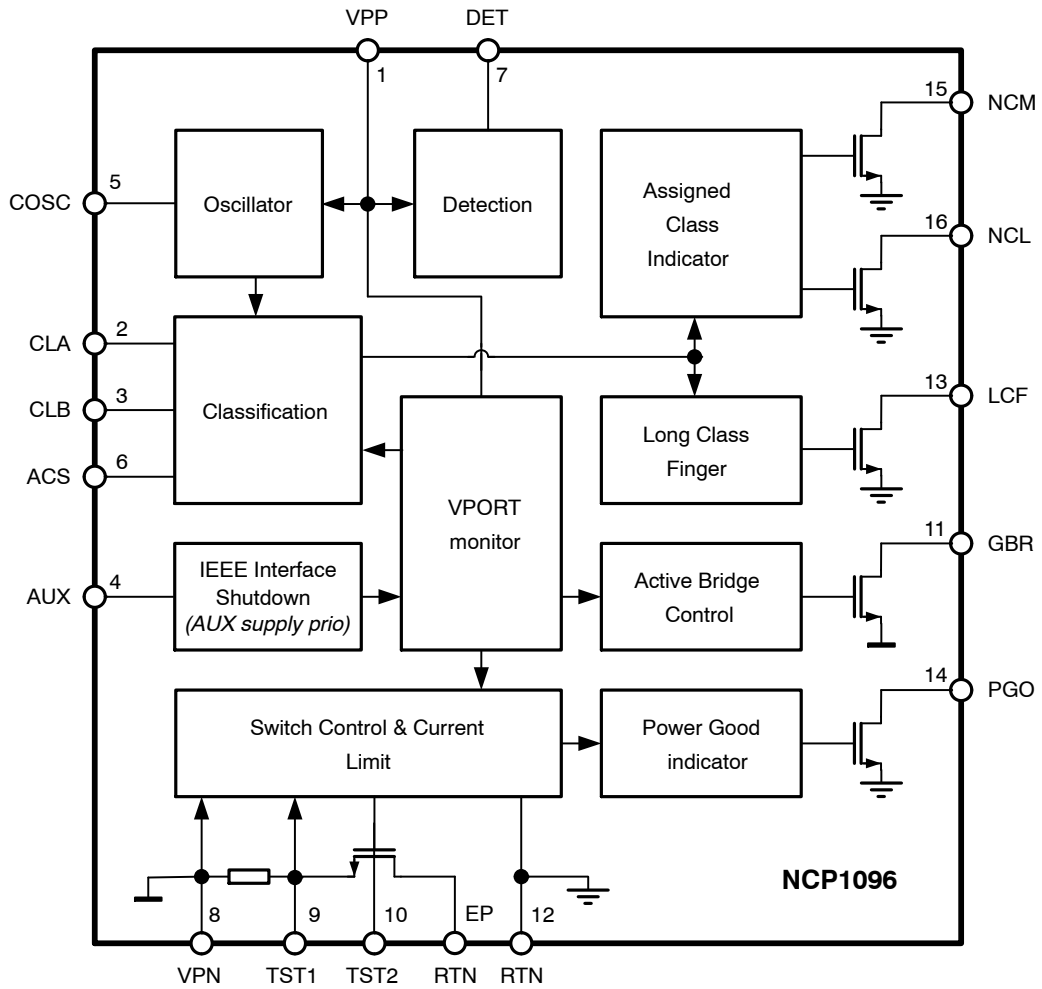 VPP
DET
1
7
15
NCM
5
COSC
Oscillator
Detection
Assigned
Class
Indicator
16
NCL
2
CLA
3
CLB
Classification
6
ACS
13
LCF
Long Class
Finger
VPORT
monitor
11
GBR
4
AUX
IEEE Interface
Shutdown
(AUX supply prio)
Active Bridge
Control
14
PGO
Switch Control & Current
Limit
Power Good
indicator
NCP1096
8
9
10
EP
12
VPN
TST1
TST2
RTN
RTN